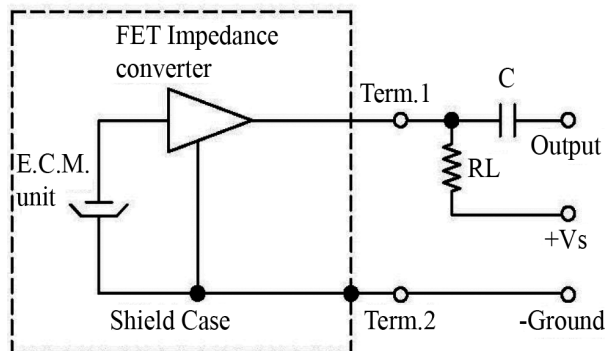 FET Impedance
converter
Term.1
C
Output
E.C.M.
unit
RL
+Vs
Shield Case
Term.2
-Ground